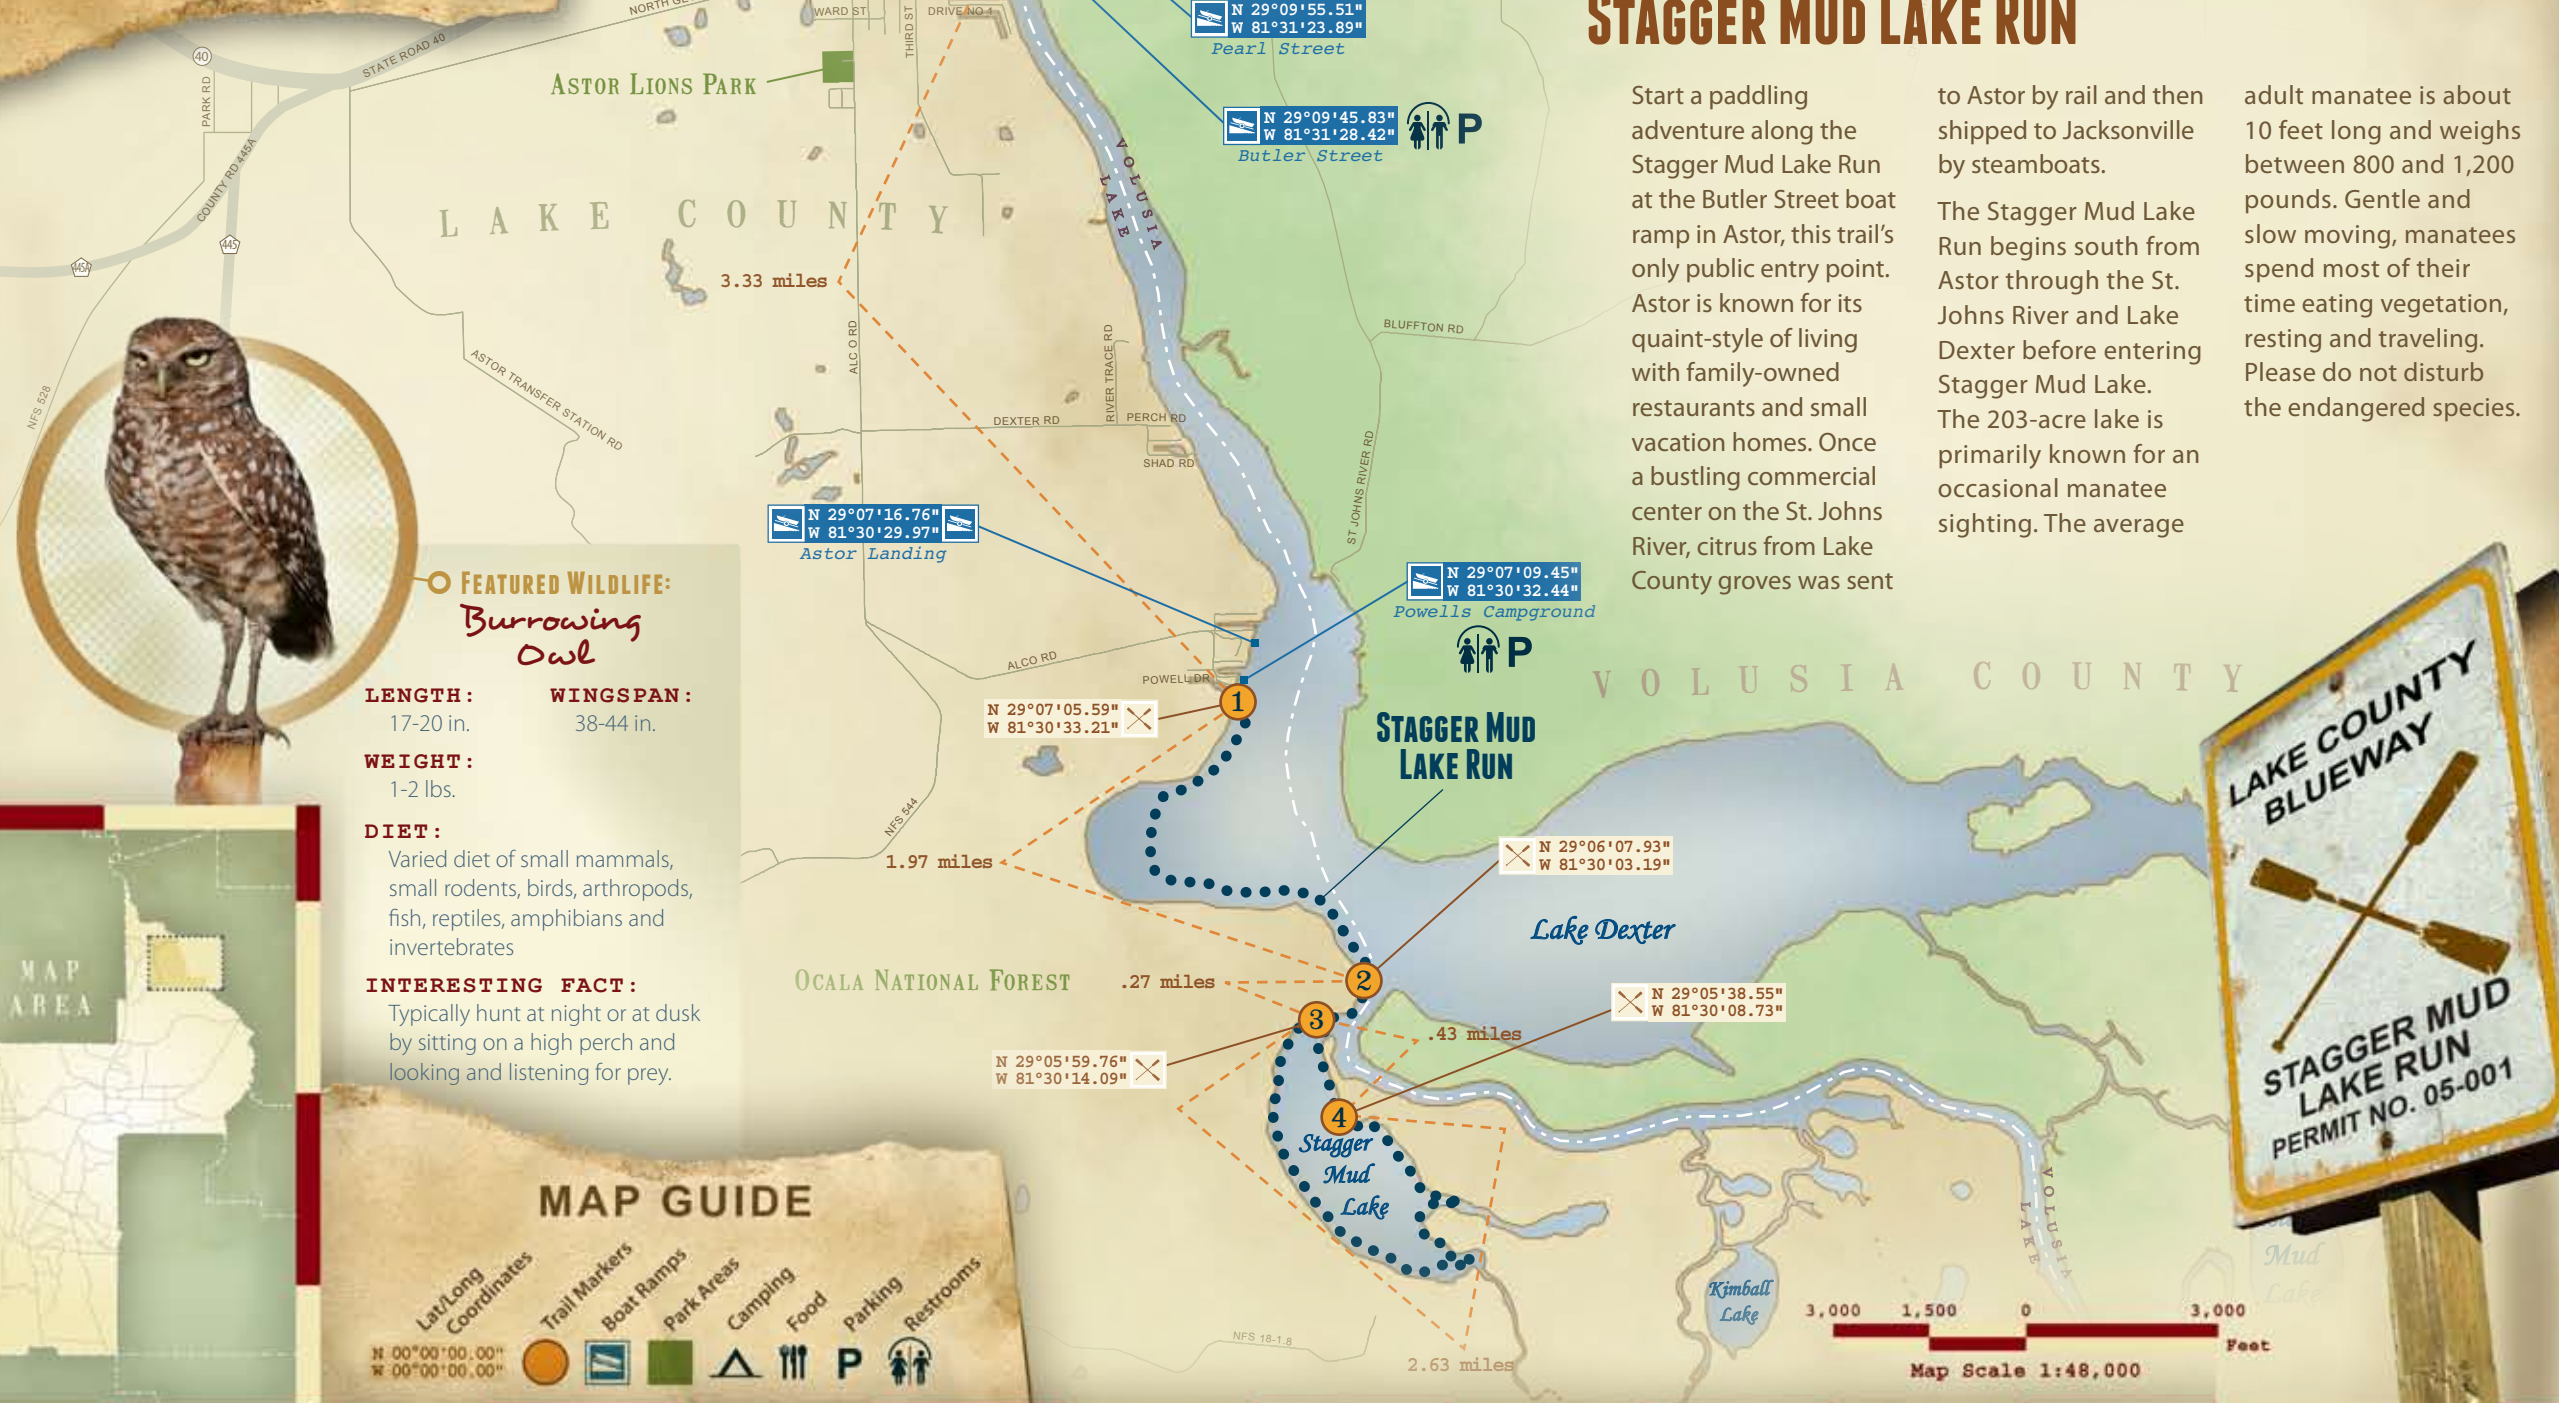 STAGGER MUD LAKE RUN
Start a paddling
adventure along the
Stagger Mud Lake Run
at the Butler Street boat
ramp in Astor, this trail’s
only public entry point.
Astor is known for its
quaint-style of living
with family-owned
restaurants and small
vacation homes. Once
a bustling commercial
center on the St. Johns
River, citrus from Lake
County groves was sent
to Astor by rail and then
shipped to Jacksonville
by steamboats.
The Stagger Mud Lake
Run begins south from
Astor through the St.
Johns River and Lake
Dexter before entering
Stagger Mud Lake.
The 203-acre lake is
primarily known for an
occasional manatee
sighting. The average
adult manatee is about
10 feet long and weighs
between 800 and 1,200
pounds. Gentle and
slow moving, manatees
spend most of their
time eating vegetation,
resting and traveling.
Please do not disturb
the endangered species.
WARD ST
THIRD ST
DRIVE NO 4
N 29°09'55.51"
W 81°31'23.89"
Pearl Street
40
STATE ROAD 40
PARK RD
ASTOR LIONS PARK
N 29°09'45.83"
W 81°31'28.42"
Butler Street
P
COUNTY RD 445A
VOLUSIA
LAKE
LAKE COUNTY
445
445A
3.33 miles
ALCO RD
RIVER TRACE RD
BLUFFTON RD
ASTOR TRANSFER STATION RD
NFS 528
DEXTER RD
PERCH RD
SHAD RD
ST JOHNS RIVER RD
N 29°07'16.76"
W 81°30'29.97"
Astor Landing
N 29°07'09.45"
W 81°30'32.44"
Powells Campground
P
ALCO RD
POWELL DR
VOLUSIA COUNTY
N 29°07'05.59"
W 81°30'33.21"
1
STAGGER MUD
LAKE RUN
NFS 544
1.97 miles
N 29°06'07.93"
W 81°30'03.19"
Lake Dexter
OCALA NATIONAL FOREST
.27 miles
2
3
N 29°05'38.55"
W 81°30'08.73"
.43 miles
N 29°05'59.76"
W 81°30'14.09"
4
Stagger
Mud
Lake
VOLUSIA
LAKE
Kimball
Lake
NFS 18-1.8
2.63 miles
Mud
Lake
3,000 1,500 0 3,000
Feet
Map Scale 1:48,000
FEATURED WILDLIFE:
Burrowing
Owl
LENGTH:
17-20 in.
WINGSPAN:
38-44 in.
WEIGHT:
1-2 lbs.
DIET:
Varied diet of small mammals,
small rodents, birds, arthropods,
fish, reptiles, amphibians and
invertebrates
INTERESTING FACT:
Typically hunt at night or at dusk
by sitting on a high perch and
looking and listening for prey.
MAP
AREA
MAP GUIDE
Lat/Long
Coordinates
Trail Markers
Boat Ramps
Park Areas
Camping
Food
Parking
Restrooms
N 00°00'00.00"
W 00°00'00.00"
P
LAKE COUNTY
BLUEWAY
STAGGER MUD
LAKE RUN
PERMIT NO. 05-001